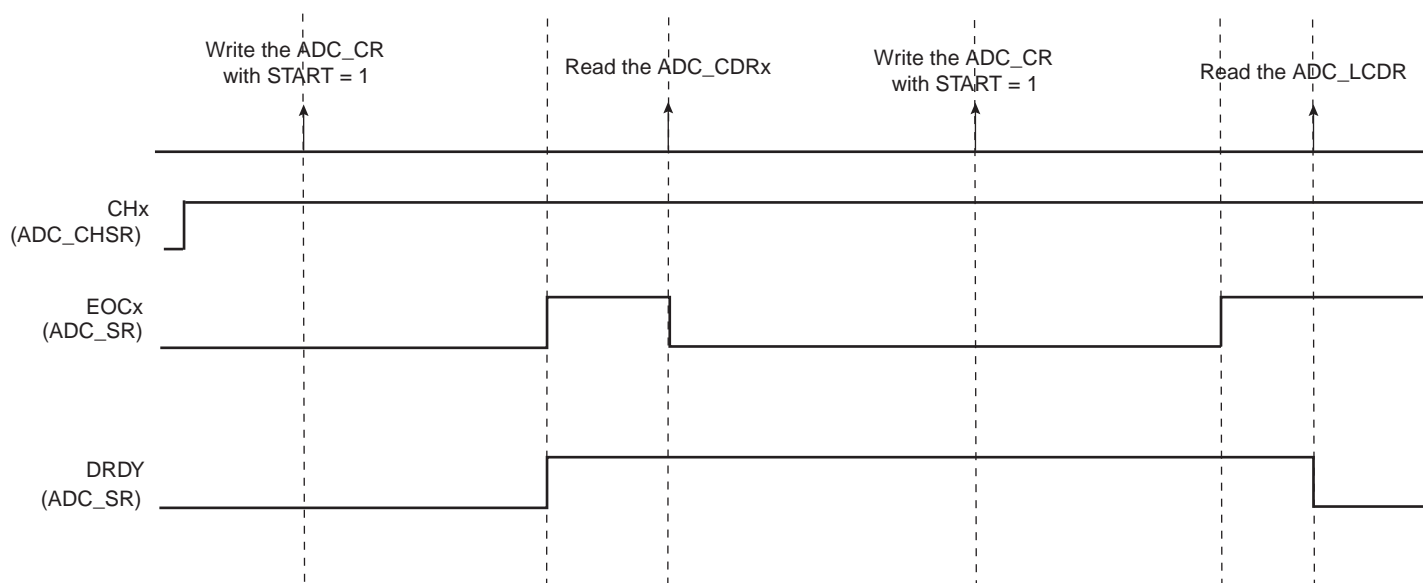 Write the ADC_CR
with START = 1
Read the ADC_CDRx
Write the ADC_CR
with START = 1
Read the ADC_LCDR
CHx
(ADC_CHSR)
EOCx
(ADC_SR)
DRDY
(ADC_SR)